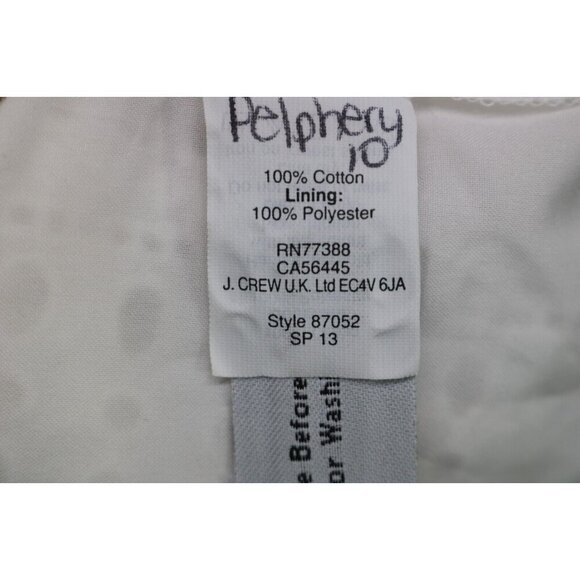 Pelphery
10
100% Cotton
Lining:
100% Polyester
RN77388
CA56445
J. CREW U.K. Ltd EC4V 6JA
Style 87052
SP 13
e Before
or Washi